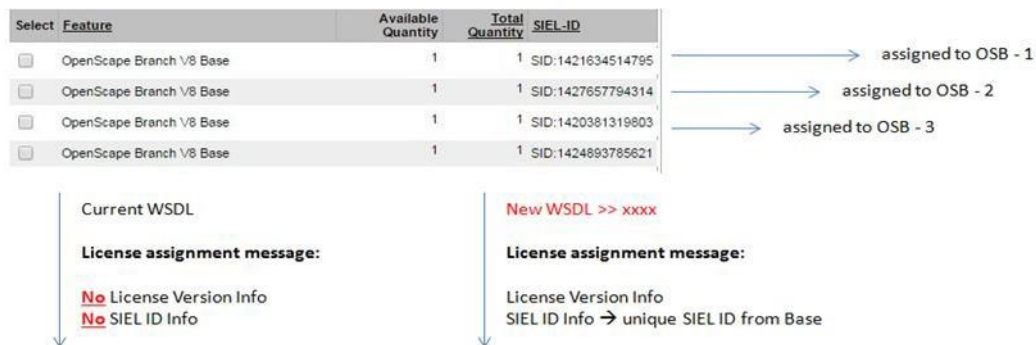 Select Feature Available Quantity Total Quantity SIEL-ID
OpenScape Branch V8 Base 1 1 SID:1421634514795 assigned to OSB - 1
OpenScape Branch V8 Base 1 1 SID:1427657794314 assigned to OSB - 2
OpenScape Branch V8 Base 1 1 SID:1420381319803 assigned to OSB - 3
OpenScape Branch V8 Base 1 1 SID:1424893785621
Current WSDL
License assignment message:
No License Version Info
No SIEL ID Info
New WSDL >> xxxx
License assignment message:
License Version Info
SIEL ID Info → unique SIEL ID from Base